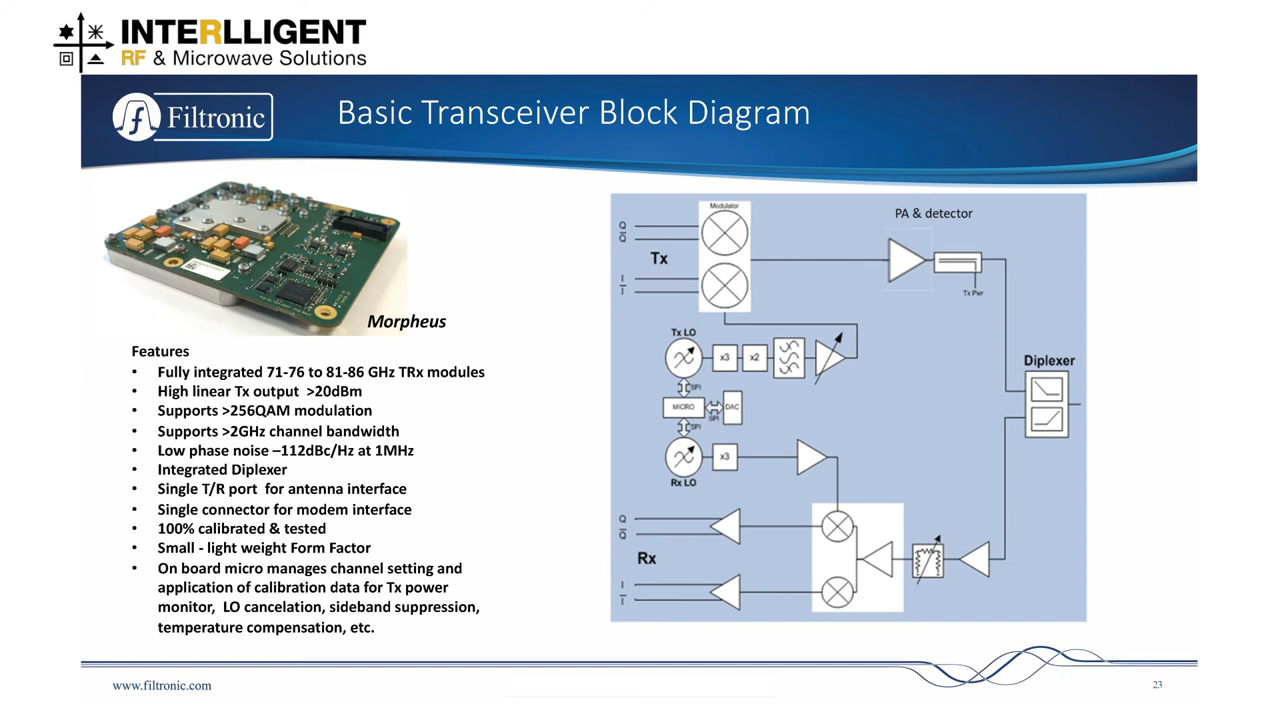 INTERLLIGENT
RF & Microwave Solutions
Filtronic
Basic Transceiver Block Diagram
Morpheus
Features
• Fully integrated 71-76 to 81-86 GHz TRx modules
• High linear Tx output >20dBm
• Supports >256QAM modulation
• Supports >2GHz channel bandwidth
• Low phase noise –112dBc/Hz at 1MHz
• Integrated Diplexer
• Single T/R port for antenna interface
• Single connector for modem interface
• 100% calibrated & tested
• Small - light weight Form Factor
• On board micro manages channel setting and
application of calibration data for Tx power
monitor, LO cancelation, sideband suppression,
temperature compensation, etc.
Modulator
PA & detector
Q
Q
Tx
I
I
Tx Pwr
Tx LO
x3
x2
SPI
MICRO
SPI
DAC
SPI
Diplexer
x3
Rx LO
Q
Q
Rx
I
I
www.filtronic.com
23